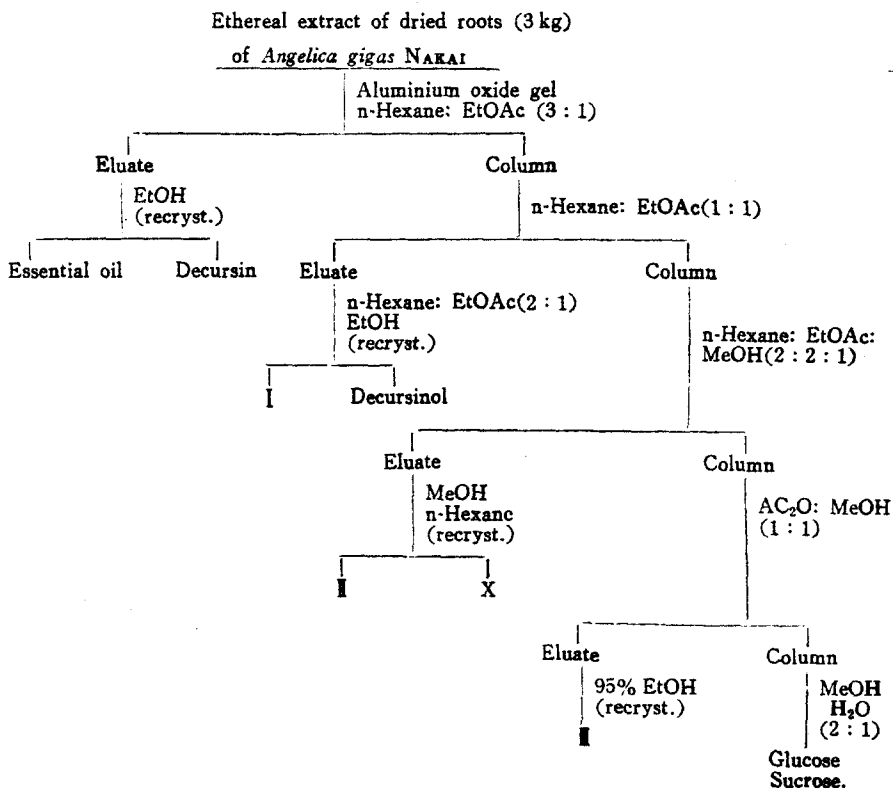 Ethereal extract of dried roots (3 kg)
of Angelica gigas NAKAI
Aluminium oxide gel
n-Hexane: EtOAc (3 : 1)
Eluate
Column
EtOH
(recryst.)
n-Hexane: EtOAc(1 : 1)
Essential oil
Decursin
Eluate
Column
n-Hexane: EtOAc(2 : 1)
EtOH
(recryst.)
n-Hexane: EtOAc:
MeOH(2 : 2 : 1)
I
Decursinol
Eluate
Column
MeOH
n-Hexanc
(recryst.)
AC₂O: MeOH
(1 : 1)
Ⅱ
X
Eluate
Column
95% EtOH
(recryst.)
MeOH
H₂O
(2 : 1)
Ⅲ
Glucose
Sucrose.